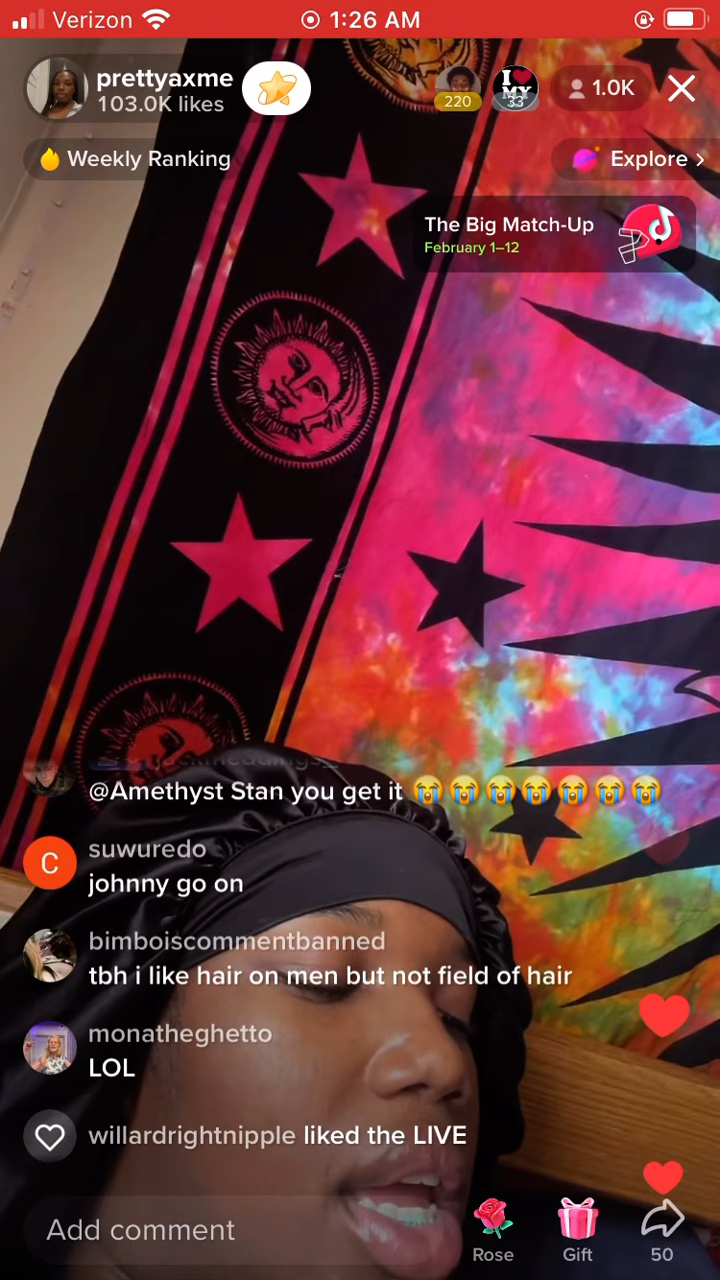 Verizon
1:26 AM
prettyaxme
103.0K likes
220
I MY
33
1.0K
Weekly Ranking
Explore
The Big Match-Up
February 1–12
@Amethyst Stan you get it 😭😭😭😭😭😭😭
C
suwuredo
johnny go on
bimboiscommentbanned
tbh i like hair on men but not field of hair
monatheghetto
LOL
willardrightnipple liked the LIVE
Add comment
Rose
Gift
50